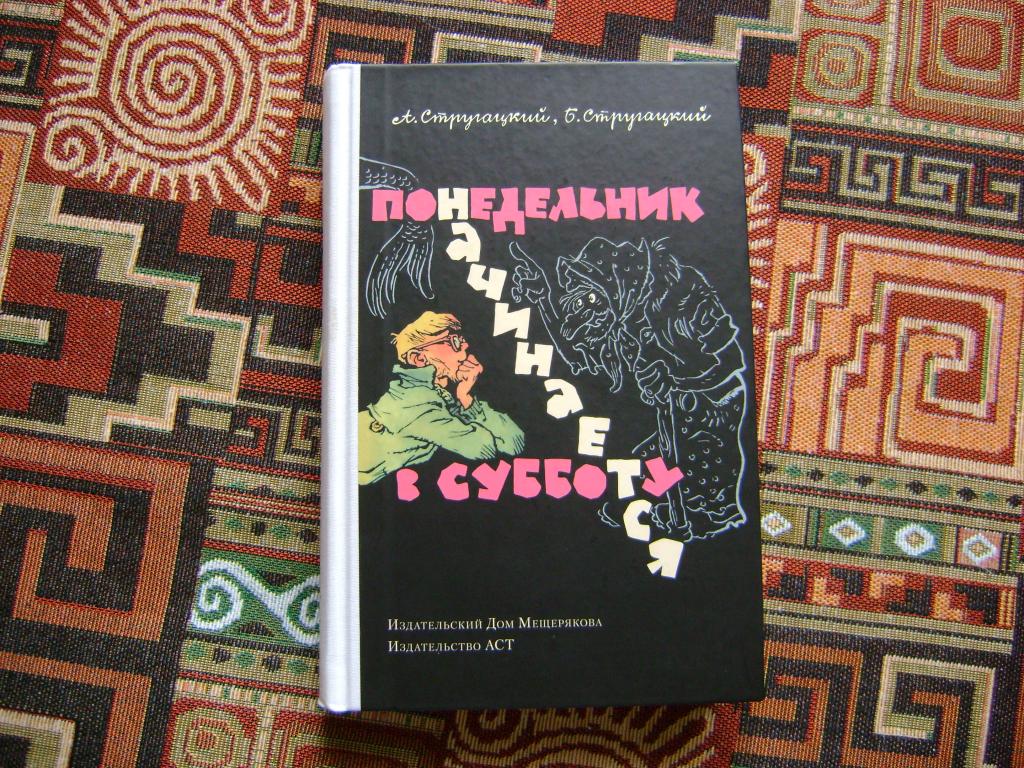 А. Стругацкий, Б. Стругацкий
ПОНЕДЕЛЬНИК
НАЧИНАЕТСЯ
В СУББОТУ
Издательский Дом Мещерякова
Издательство АСТ